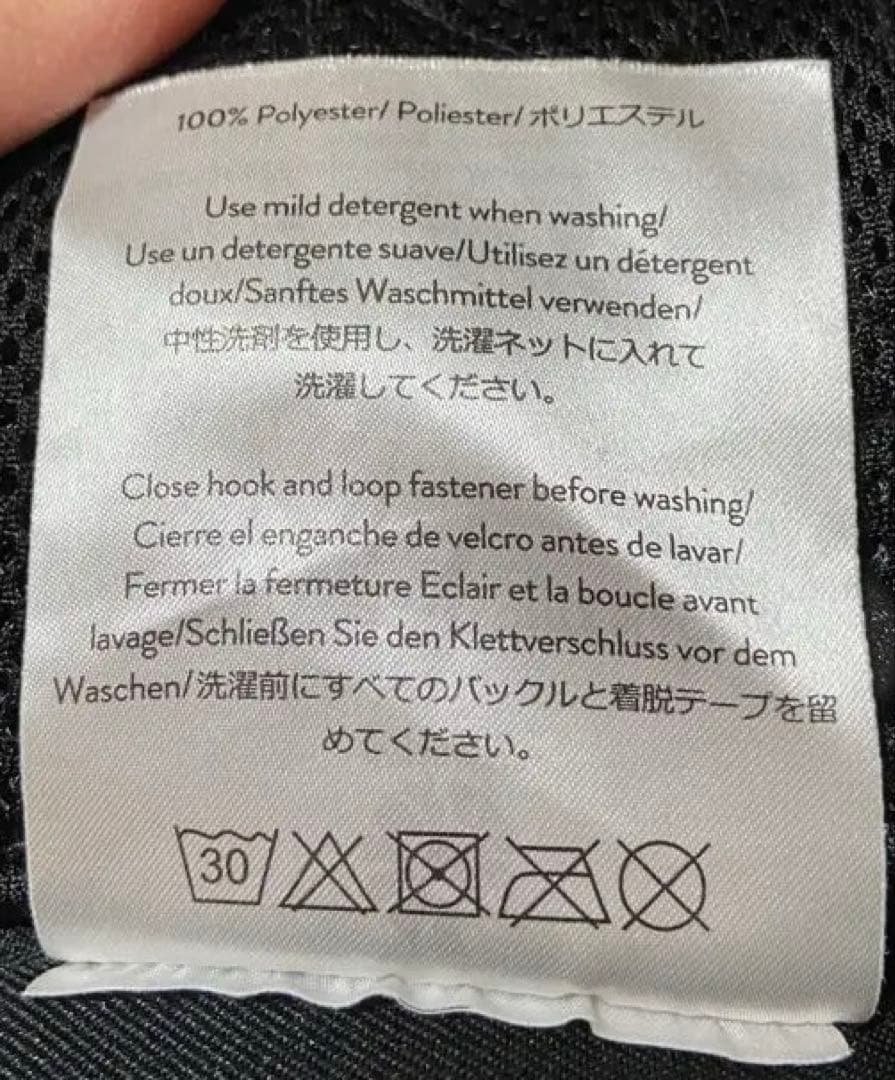 100% Polyester/ Poliester/ ポリエステル
Use mild detergent when washing/
Use un detergente suave/Utilisez un détergent
doux/Sanftes Waschmittel verwenden/
中性洗剤を使用し、洗濯ネットに入れて
洗濯してください。
Close hook and loop fastener before washing/
Cierre el enganche de velcro antes de lavar/
Fermer la fermeture Eclair et la boucle avant
lavage/Schließen Sie den Klettverschluss vor dem
Waschen/洗濯前にすべてのバックルと着脱テープを留
めてください。
30